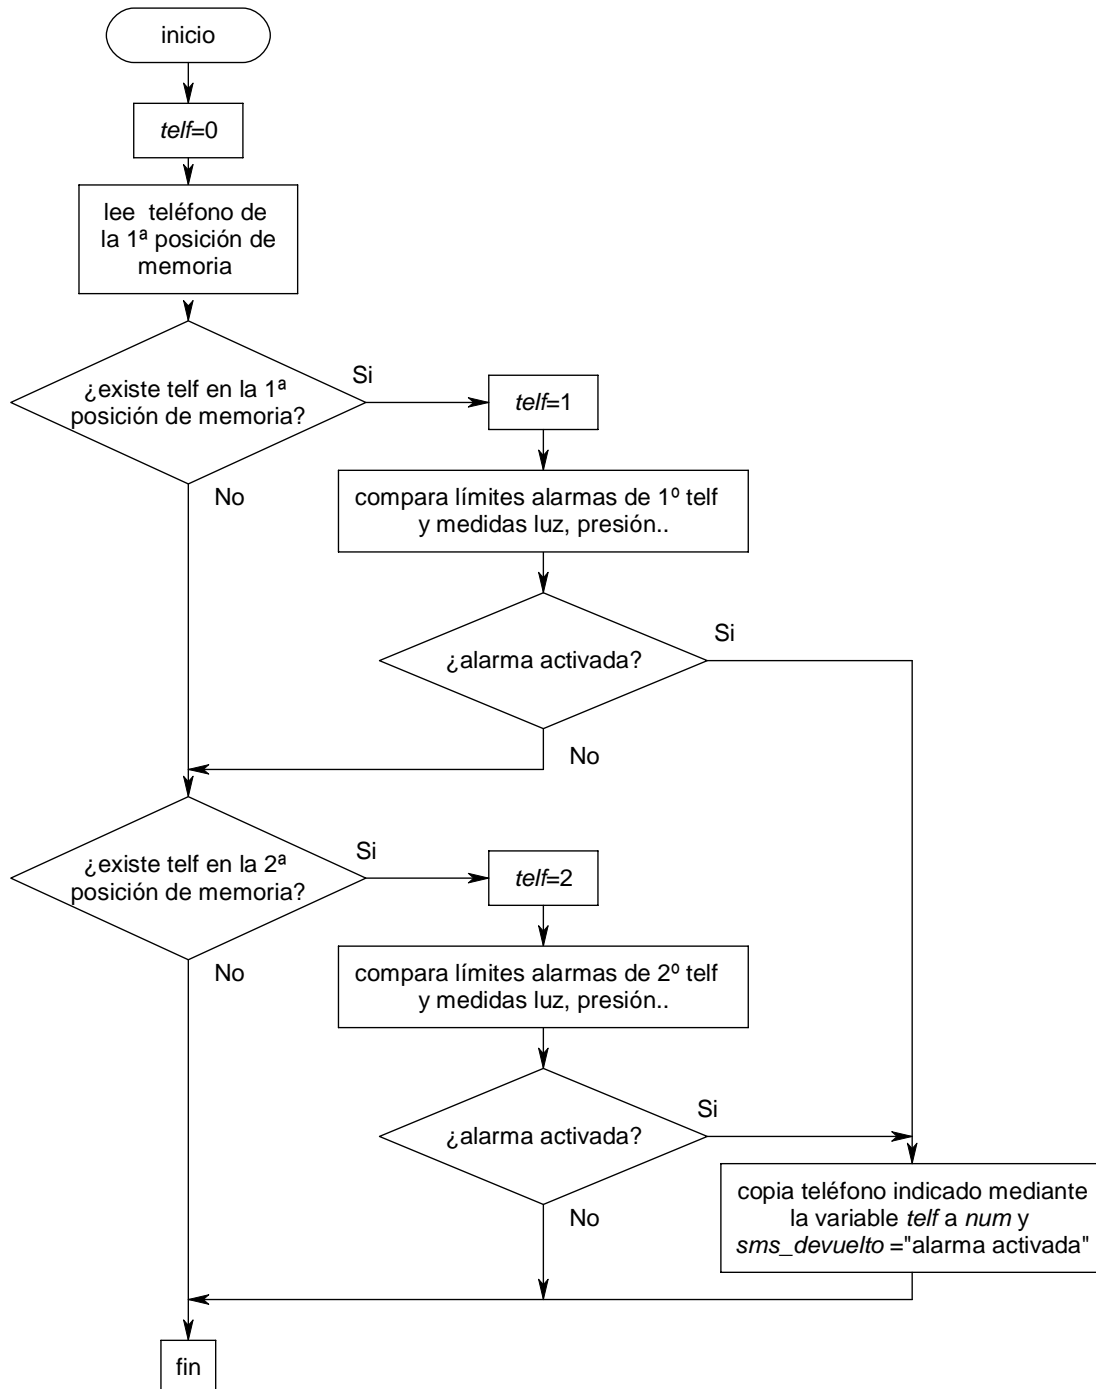 inicio
telf=0
lee teléfono de
la 1ª posición de
memoria
¿existe telf en la 1ª
posición de memoria?
Si
telf=1
No
compara límites alarmas de 1º telf
y medidas luz, presión..
¿alarma activada?
Si
No
¿existe telf en la 2ª
posición de memoria?
Si
telf=2
No
compara límites alarmas de 2º telf
y medidas luz, presión..
¿alarma activada?
Si
No
copia teléfono indicado mediante
la variable telf a num y
sms_devuelto ="alarma activada"
fin